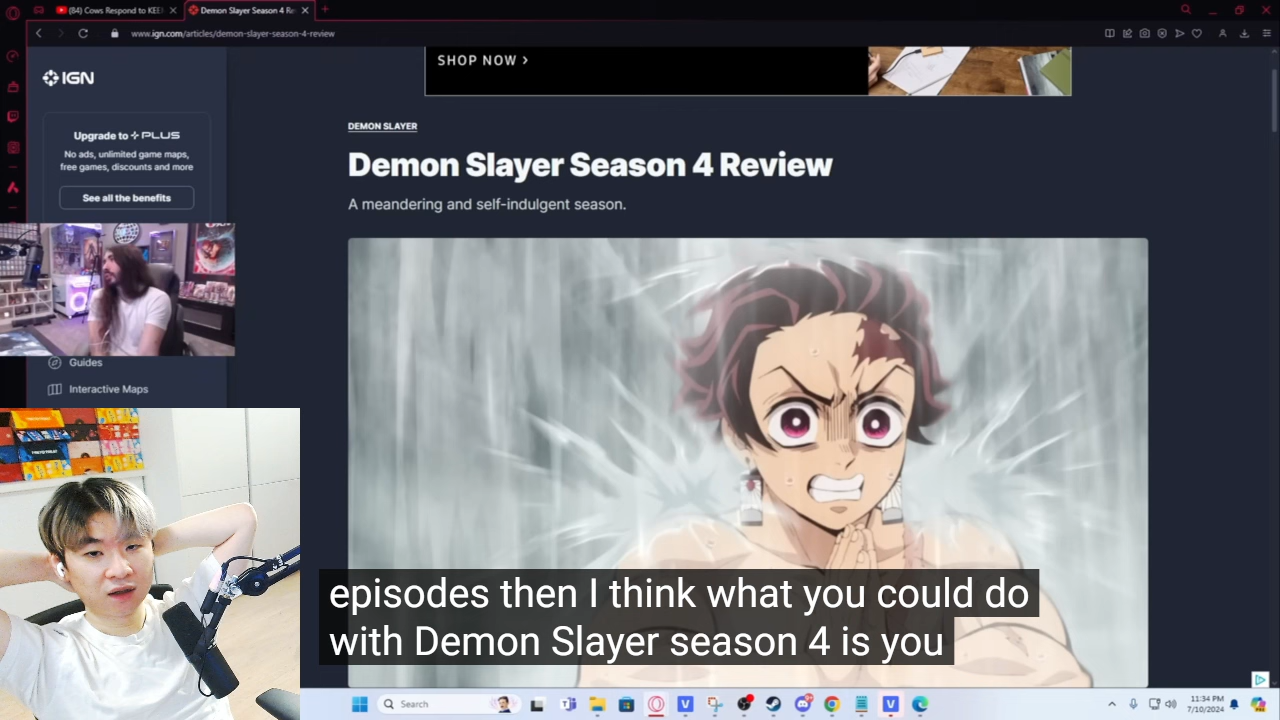 (84) Cows Respond to KEEI
Demon Slayer Season 4 Re
www.ign.com/articles/demon-slayer-season-4-review
IGN
SHOP NOW ›
Upgrade to PLUS
No ads, unlimited game maps,
free games, discounts and more
See all the benefits
DEMON SLAYER
Demon Slayer Season 4 Review
A meandering and self-indulgent season.
Guides
Interactive Maps
episodes then I think what you could do
with Demon Slayer season 4 is you
Search
11:34 PM
7/10/2024